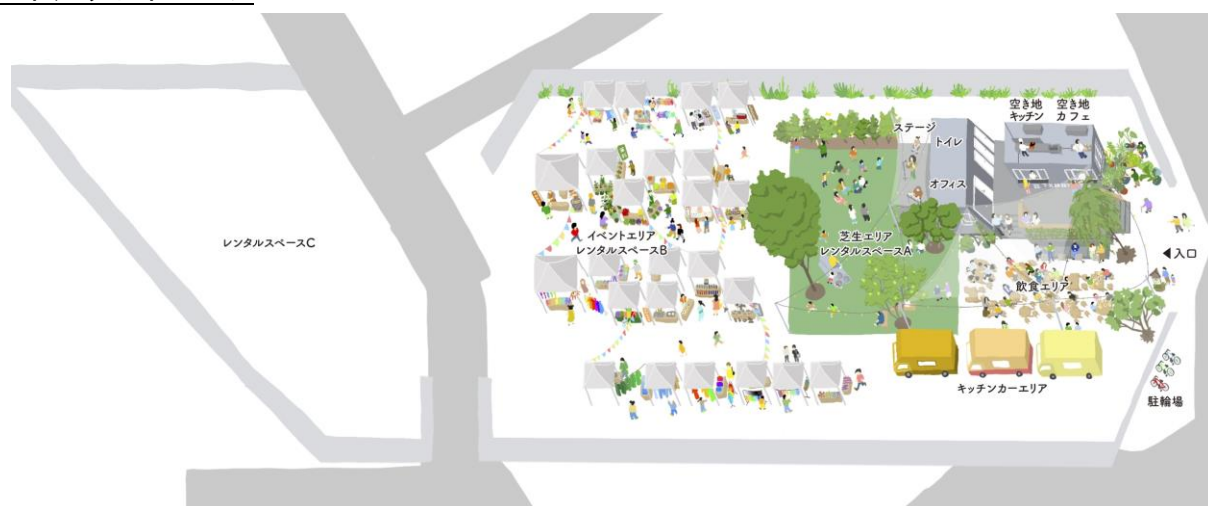 レンタルスペースC
イベントエリア
レンタルスペースB
ステージ
トイレ
オフィス
空き地
キッチン
空き地
カフェ
芝生エリア
レンタルスペースA
飲食エリア
◀入口
キッチンカーエリア
駐輪場